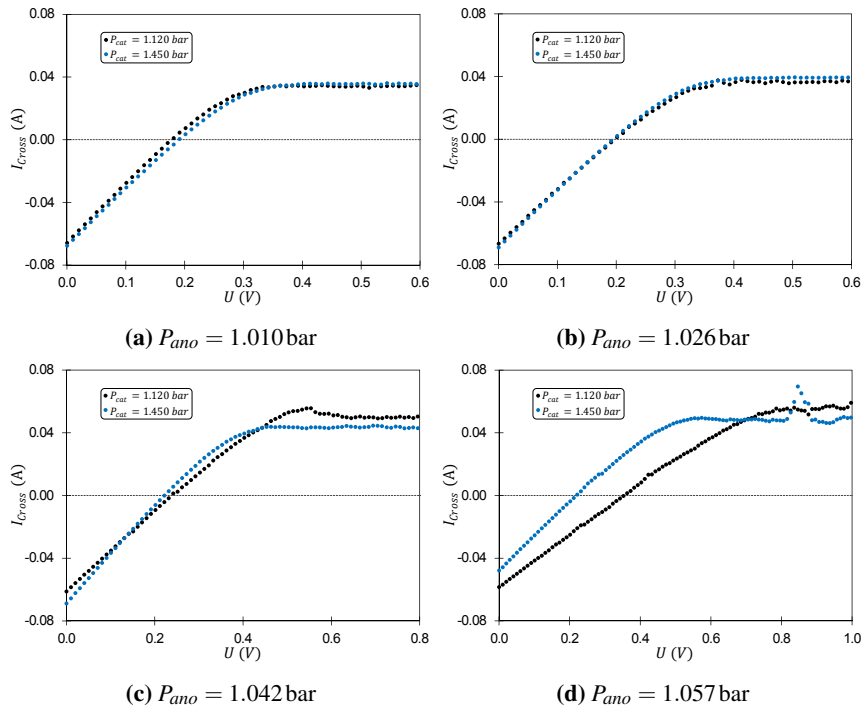 0.08
0.04
0.00
-0.04
-0.08
I_Cross (A)
P_cat = 1.120 bar
P_cat = 1.450 bar
0.0 0.1 0.2 0.3 0.4 0.5 0.6
U (V)
(a) P_ano = 1.010 bar
0.08
0.04
0.00
-0.04
-0.08
I_Cross (A)
P_cat = 1.120 bar
P_cat = 1.450 bar
0.0 0.1 0.2 0.3 0.4 0.5 0.6
U (V)
(b) P_ano = 1.026 bar
0.08
0.04
0.00
-0.04
-0.08
I_Cross (A)
P_cat = 1.120 bar
P_cat = 1.450 bar
0.0 0.2 0.4 0.6 0.8
U (V)
(c) P_ano = 1.042 bar
0.08
0.04
0.00
-0.04
-0.08
I_Cross (A)
P_cat = 1.120 bar
P_cat = 1.450 bar
0.0 0.2 0.4 0.6 0.8 1.0
U (V)
(d) P_ano = 1.057 bar